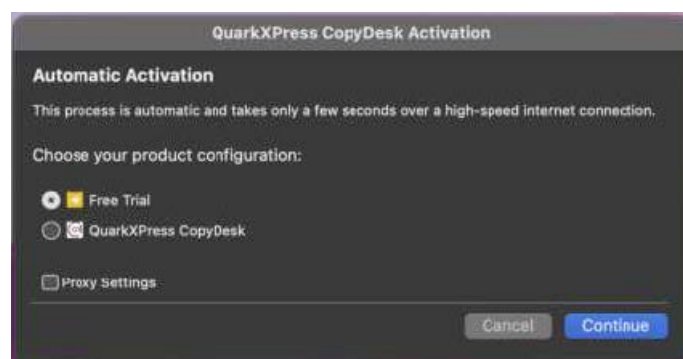 QuarkXPress CopyDesk Activation
Automatic Activation
This process is automatic and takes only a few seconds over a high-speed internet connection.
Choose your product configuration:
Free Trial
QuarkXPress CopyDesk
Proxy Settings
Cancel
Continue